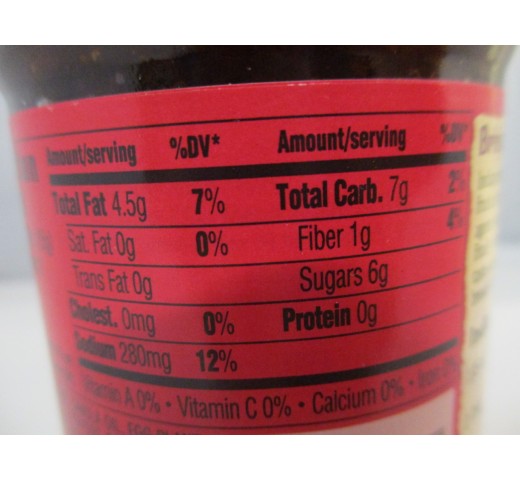 Amount/serving %DV* Amount/serving %DV*
Total Fat 4.5g 7% Total Carb. 7g 2%
Sat. Fat 0g 0% Fiber 1g 4%
Trans Fat 0g Sugars 6g
Cholest. 0mg 0% Protein 0g
Sodium 280mg 12%
Vitamin A 0% • Vitamin C 0% • Calcium 0% • Iron